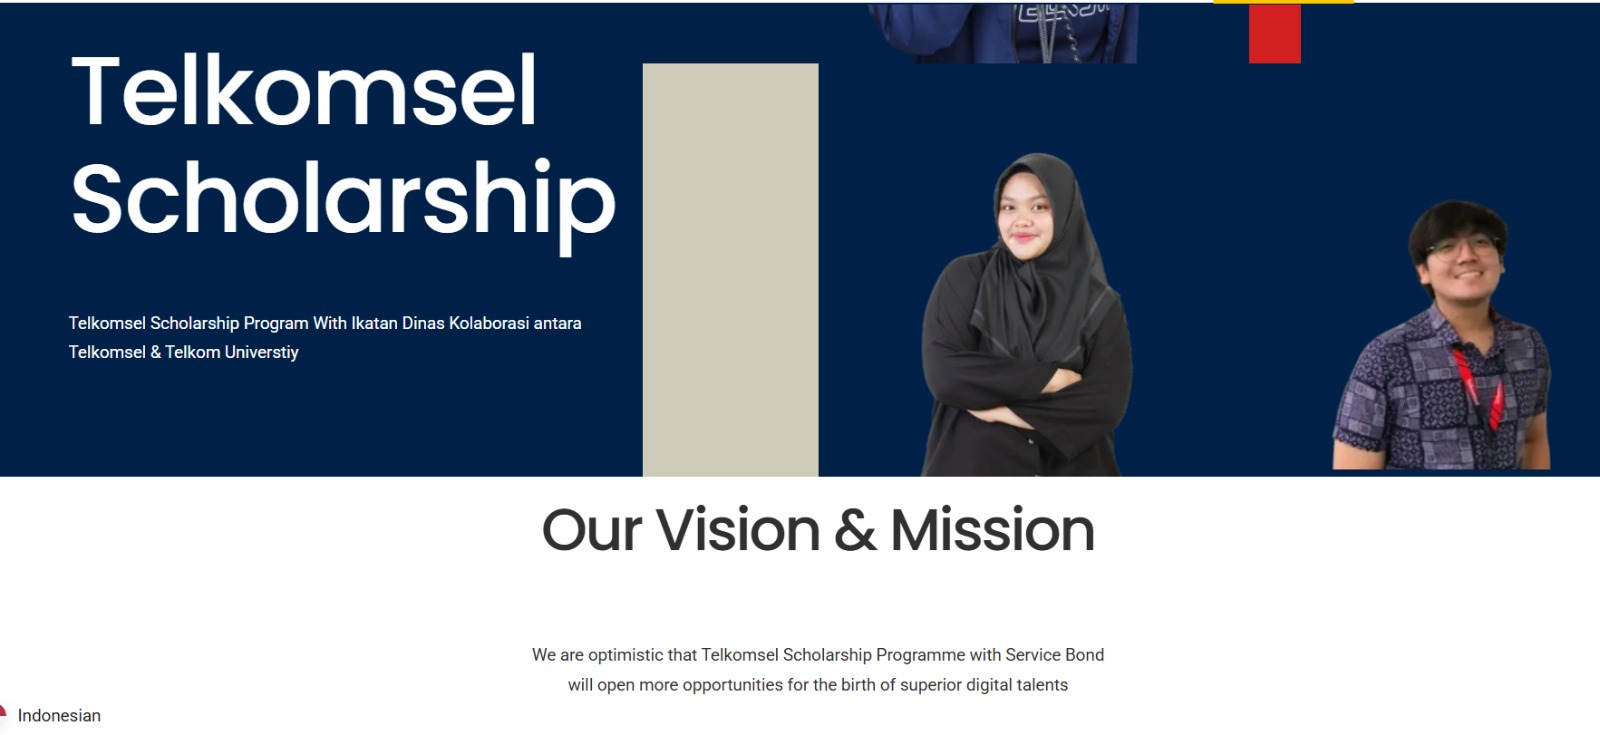 Telkomsel
Scholarship
Telkomsel Scholarship Program With Ikatan Dinas Kolaborasi antara
Telkomsel & Telkom Universtiy
Our Vision & Mission
We are optimistic that Telkomsel Scholarship Programme with Service Bond
will open more opportunities for the birth of superior digital talents
Indonesian